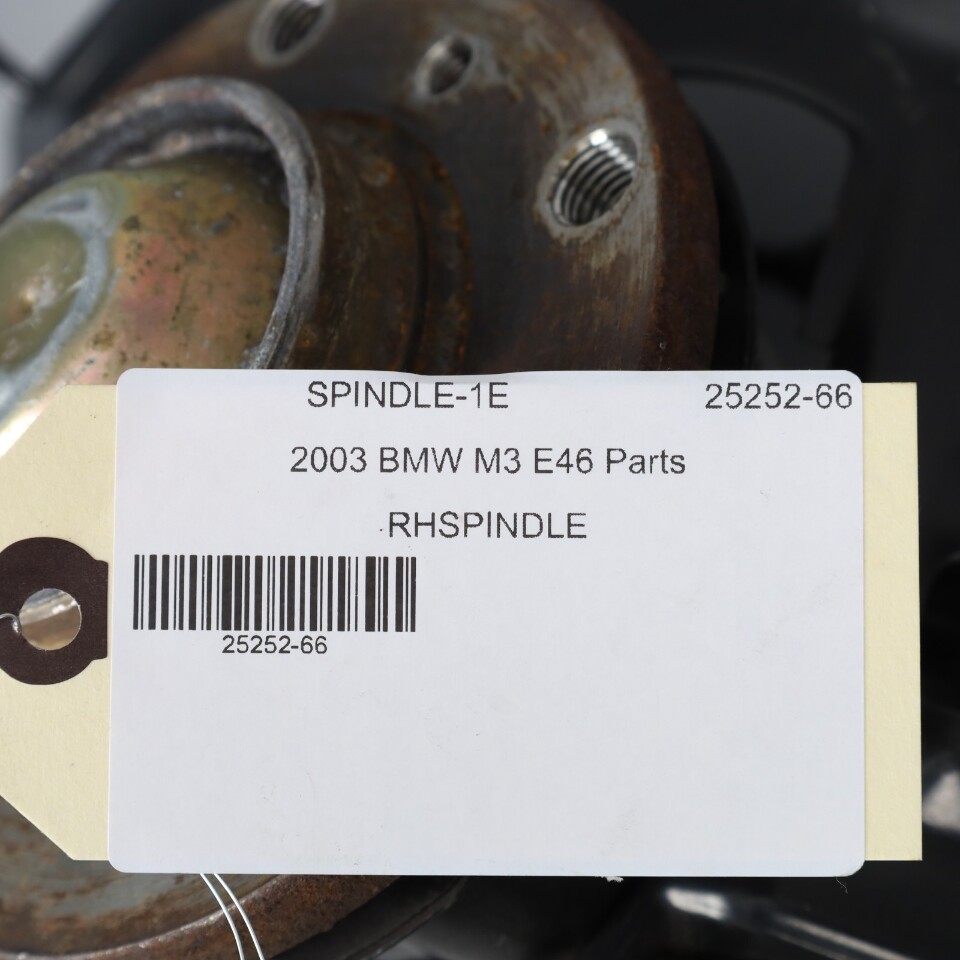 SPINDLE-1E 25252-66
2003 BMW M3 E46 Parts
RHSPINDLE
25252-66